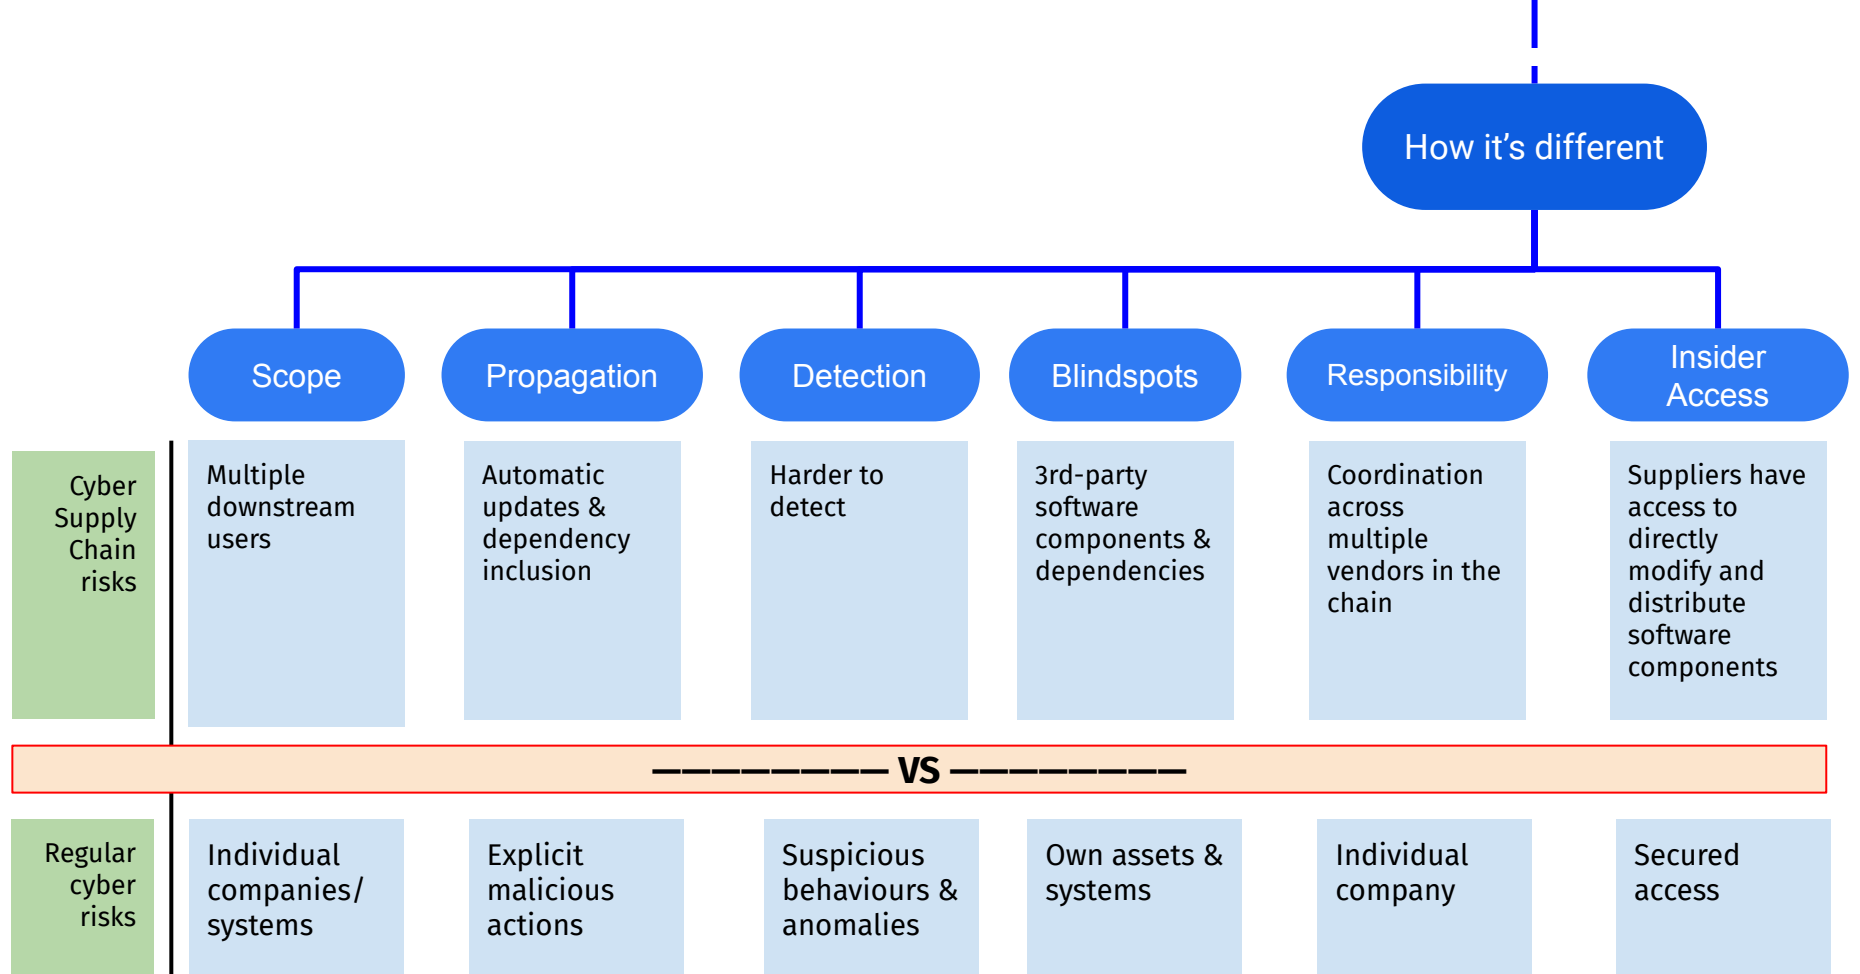 How it's different
Scope
Propagation
Detection
Blindspots
Responsibility
Insider
Access
Cyber
Supply
Chain
risks
Multiple
downstream
users
Automatic
updates &
dependency
inclusion
Harder to
detect
3rd-party
software
components &
dependencies
Coordination
across
multiple
vendors in the
chain
Suppliers have
access to
directly
modify and
distribute
software
components
———————— VS ————————
Regular
cyber
risks
Individual
companies/
systems
Explicit
malicious
actions
Suspicious
behaviours &
anomalies
Own assets &
systems
Individual
company
Secured
access